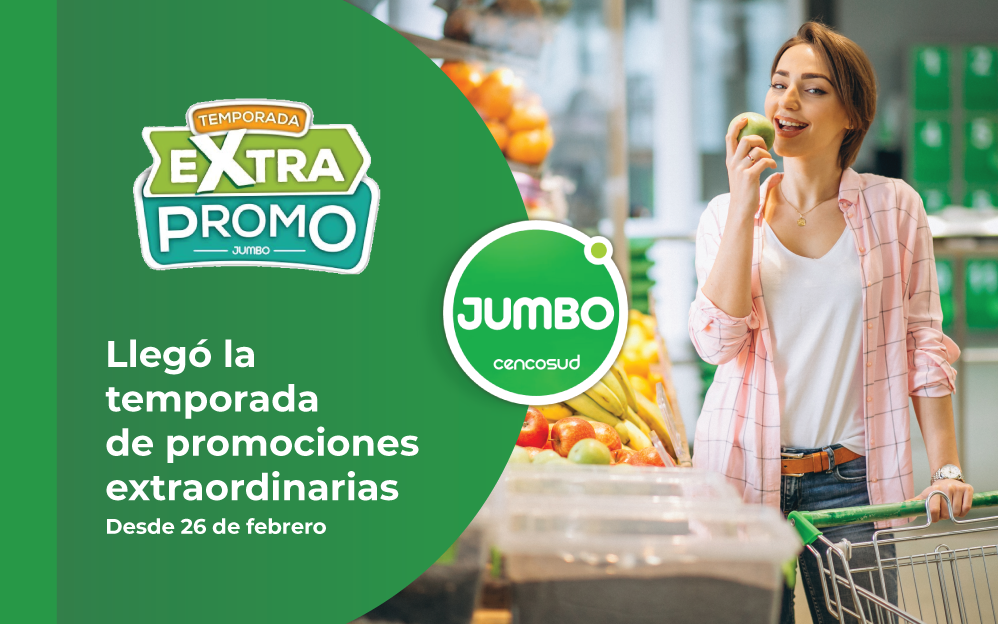 TEMPORADA
EXTRA
PROMO
JUMBO
Llegó la
temporada
de promociones
extraordinarias
Desde 26 de febrero
JUMBO
cencosud